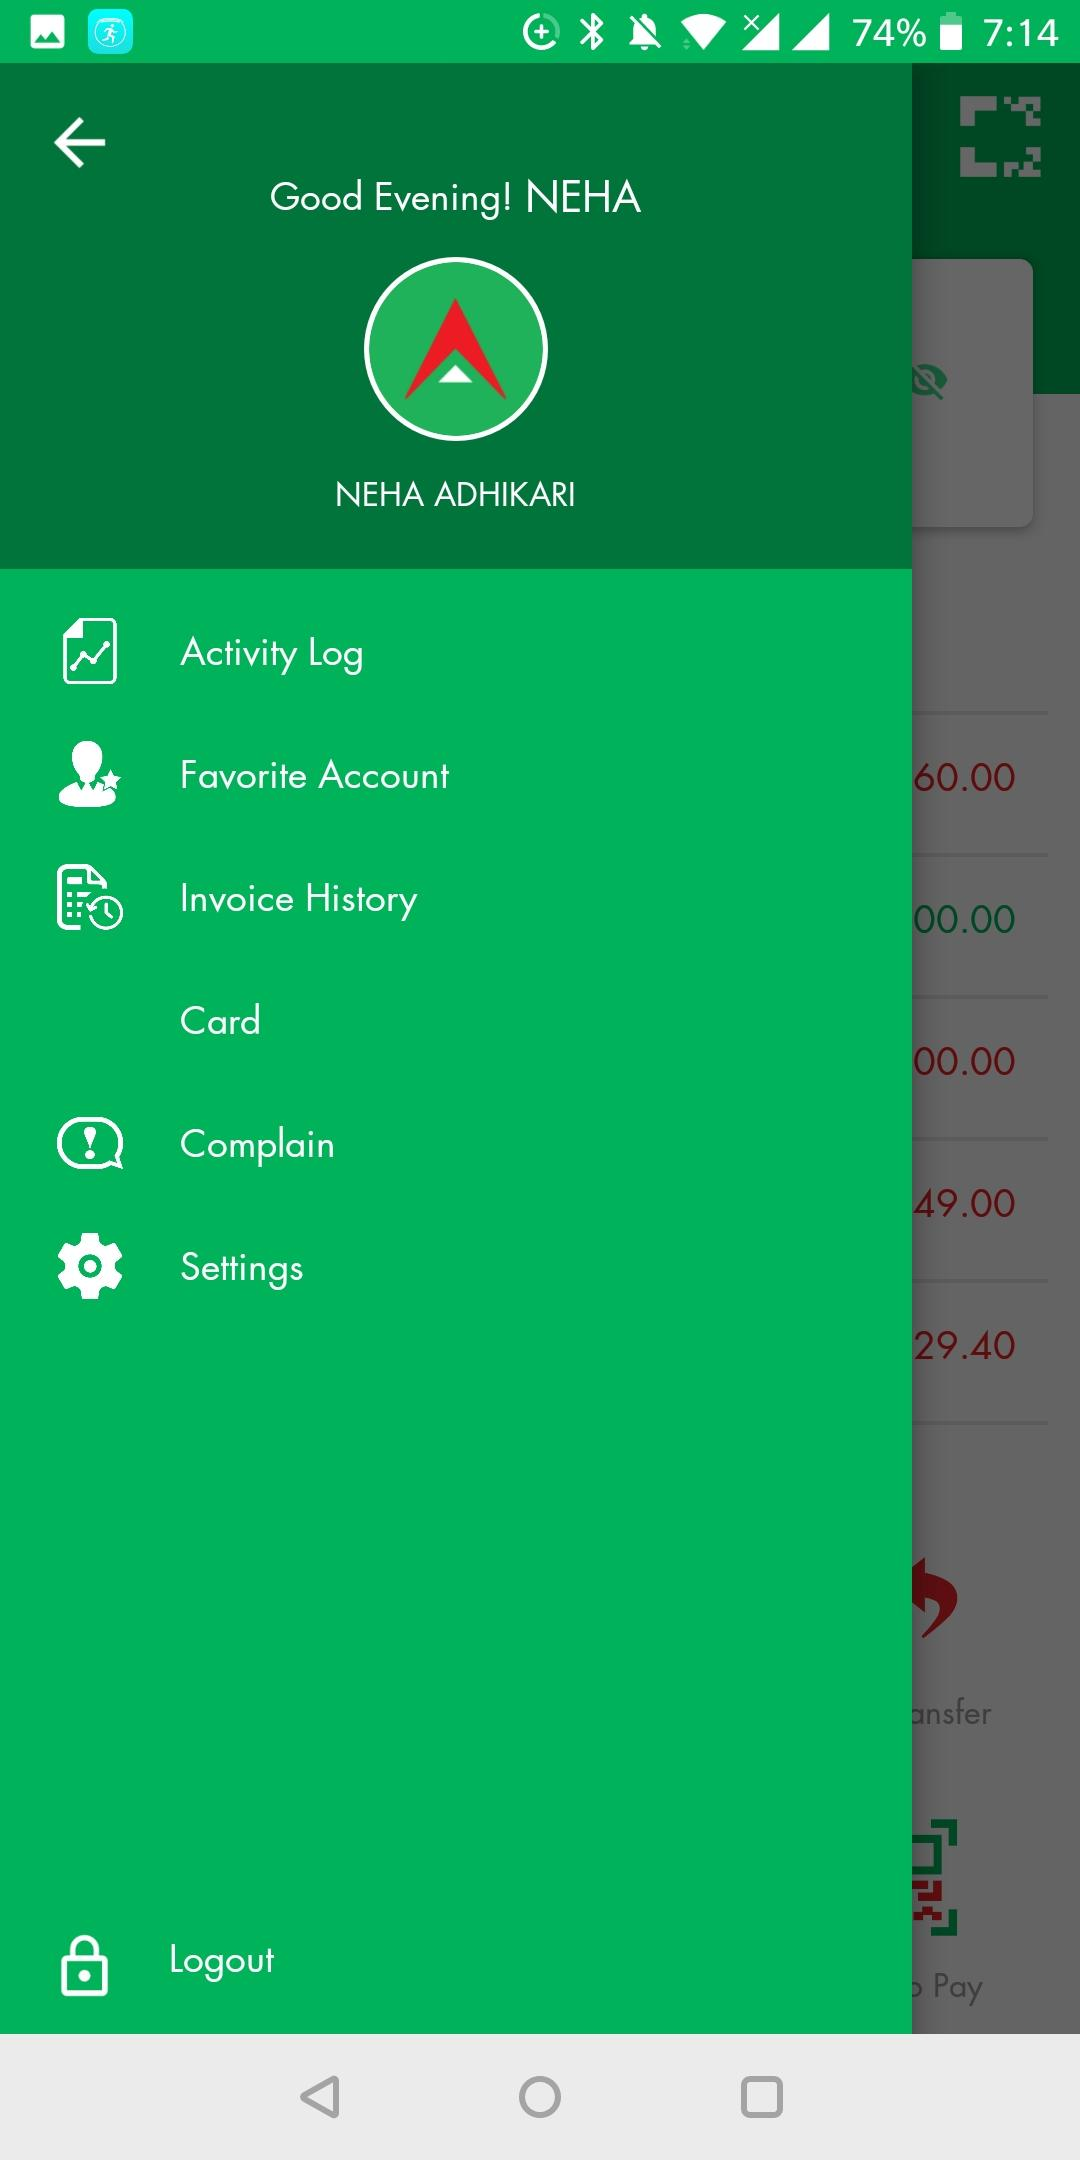 74% 7:14
Good Evening! NEHA
NEHA ADHIKARI
Activity Log
Favorite Account
60.00
Invoice History
00.00
Card
00.00
Complain
49.00
Settings
29.40
ansfer
Logout
o Pay